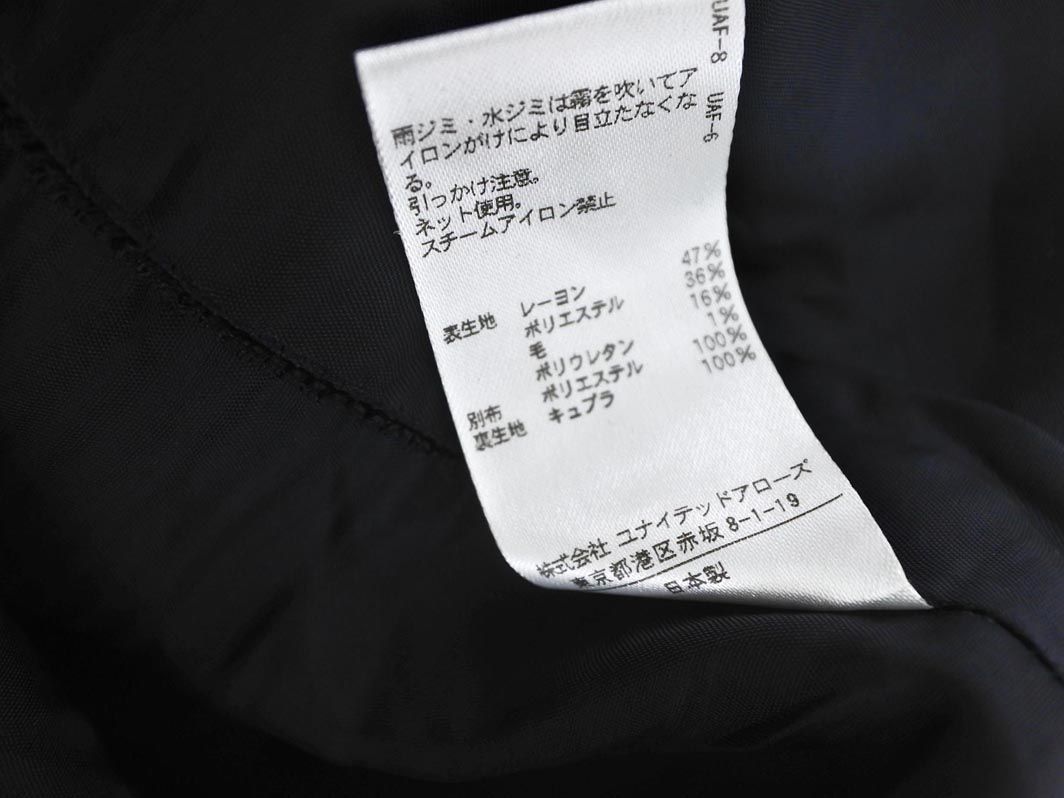 UAF-8
UAF-6
雨ジミ・水ジミは霧を吹いてア
イロンがけにより目立たなくな
る。
引っかけ注意。
ネット使用。
スチームアイロン禁止
表生地 レーヨン 47%
ポリエステル 36%
毛 16%
ポリウレタン 1%
別布 ポリエステル 100%
裏生地 キュプラ 100%
株式会社 ユナイテッドアローズ
東京都港区赤坂 8-1-19
日本製